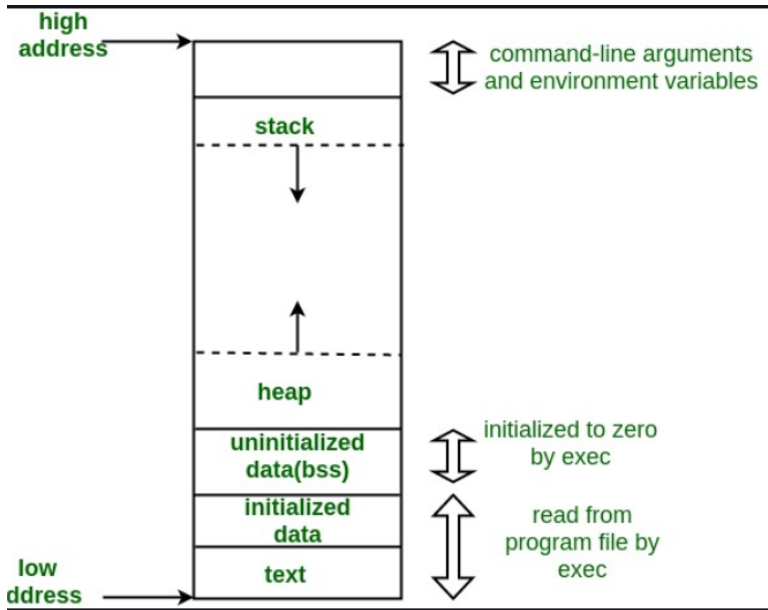 high
address
command-line arguments
and environment variables
stack
heap
uninitialized
data(bss)
initialized to zero
by exec
initialized
data
read from
program file by
exec
text
low
ddress